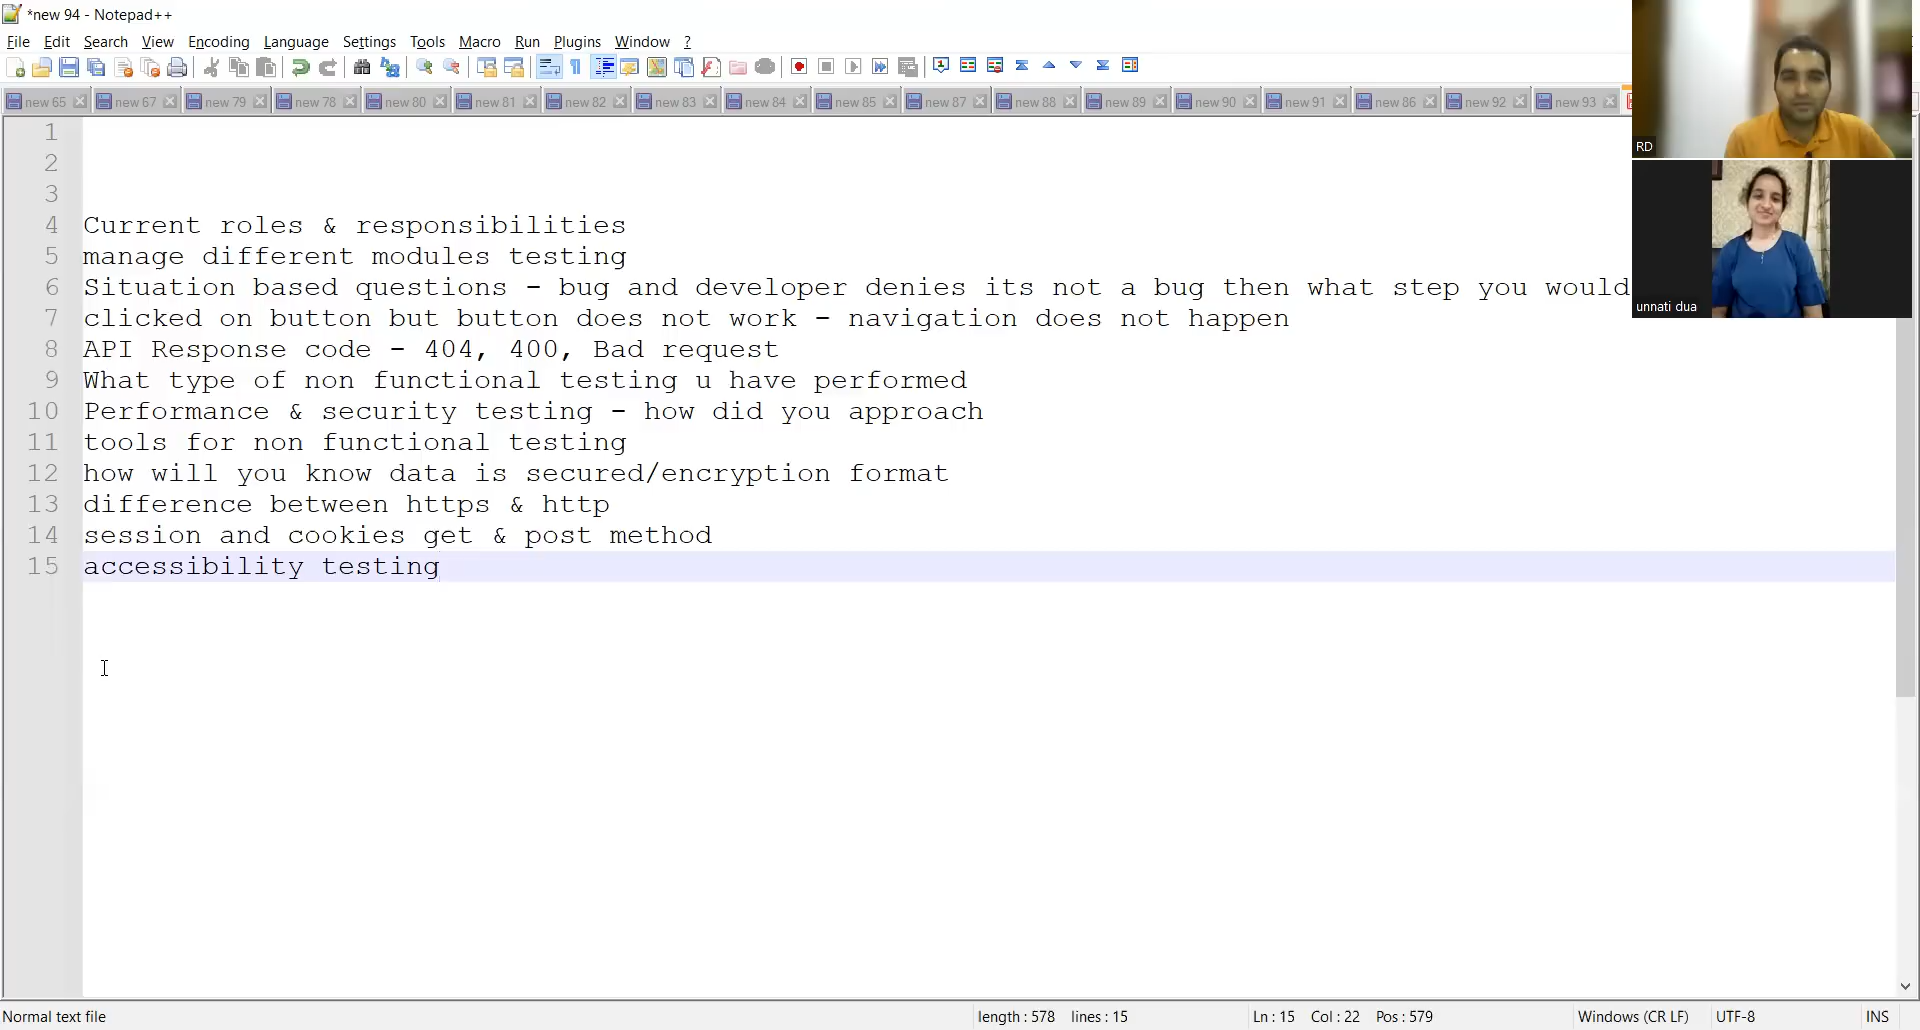 *new 94 - Notepad++
File Edit Search View Encoding Language Settings Tools Macro Run Plugins Window ?
new 65 new 67 new 79 new 78 new 80 new 81 new 82 new 83 new 84 new 85 new 87 new 88 new 89 new 90 new 91 new 86 new 92 new 93
RD
unnati dua
1
2
3
4 Current roles & responsibilities
5 manage different modules testing
6 Situation based questions - bug and developer denies its not a bug then what step you would
7 clicked on button but button does not work - navigation does not happen
8 API Response code - 404, 400, Bad request
9 What type of non functional testing u have performed
10 Performance & security testing - how did you approach
11 tools for non functional testing
12 how will you know data is secured/encryption format
13 difference between https & http
14 session and cookies get & post method
15 accessibility testing
Normal text file length : 578 lines : 15 Ln : 15 Col : 22 Pos : 579 Windows (CR LF) UTF-8 INS